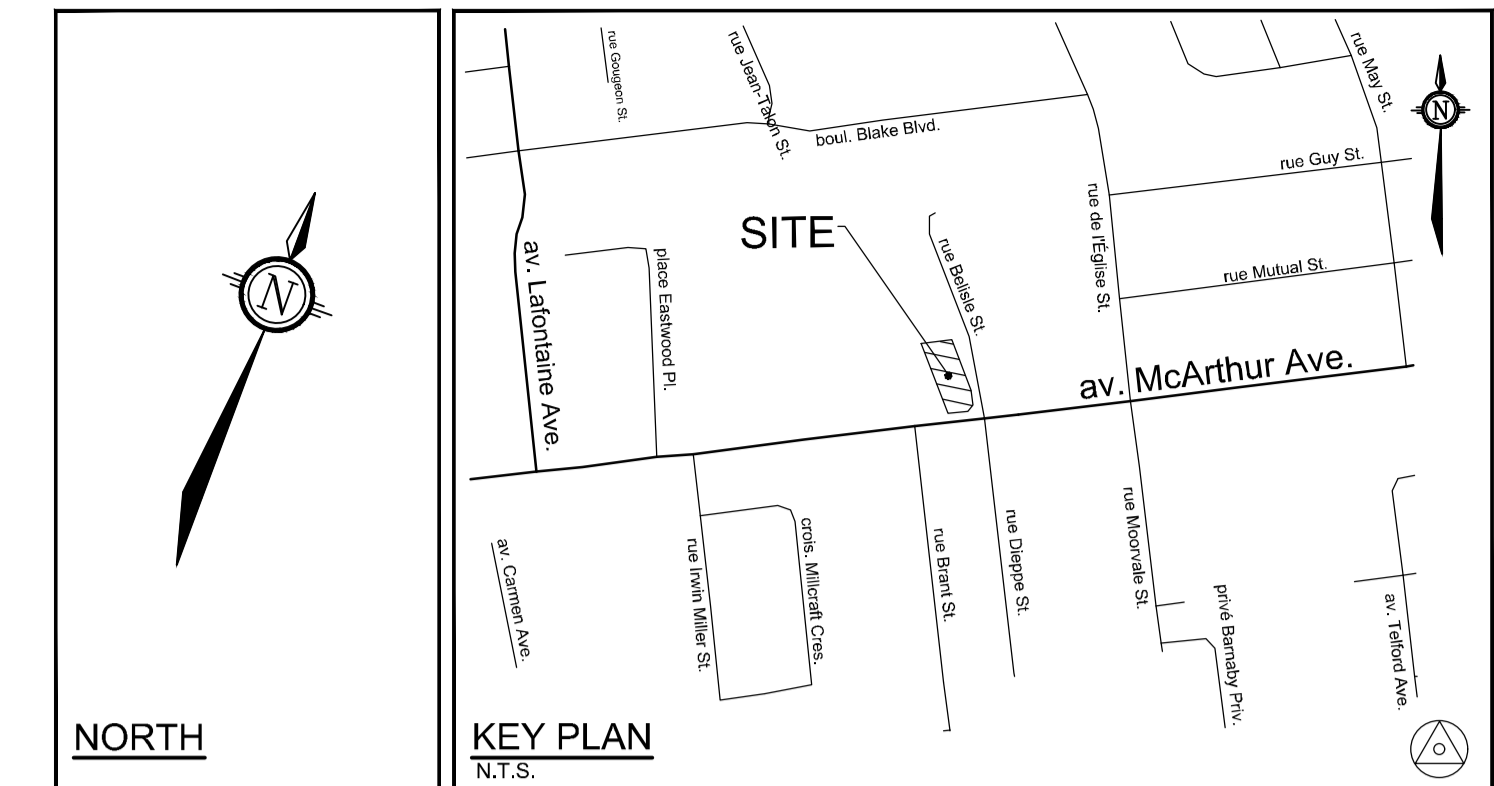 N
NORTH
rue Gougeon St.
rue Jean-Talon St.
boul. Blake Blvd.
rue May St.
N
rue Guy St.
rue de l'Église St.
rue Mutual St.
SITE
rue Belisle St.
av. Lafontaine Ave.
place Eastwood Pl.
av. McArthur Ave.
av. Carmen Ave.
rue Irwin Miller St.
crois. Millcraft Cres.
rue Brant St.
rue Dieppe St.
rue Moorvale St.
privé Barnaby Priv.
av. Telford Ave.
KEY PLAN
N.T.S.